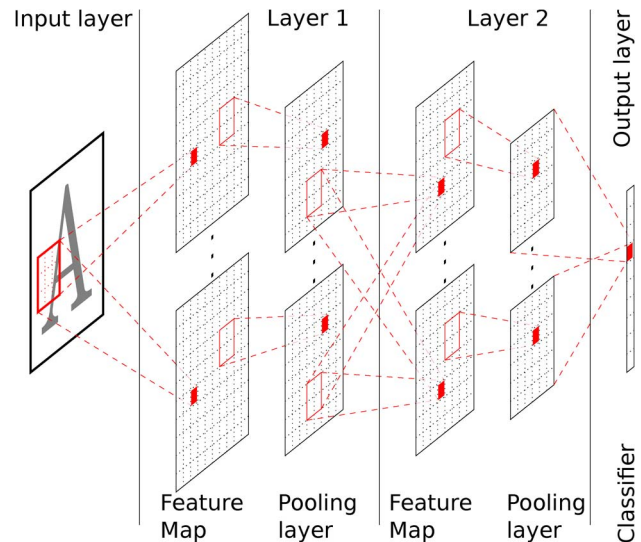 Input layer
Layer 1
Layer 2
Output layer
A
Feature
Map
Pooling
layer
Feature
Map
Pooling
layer
Classifier